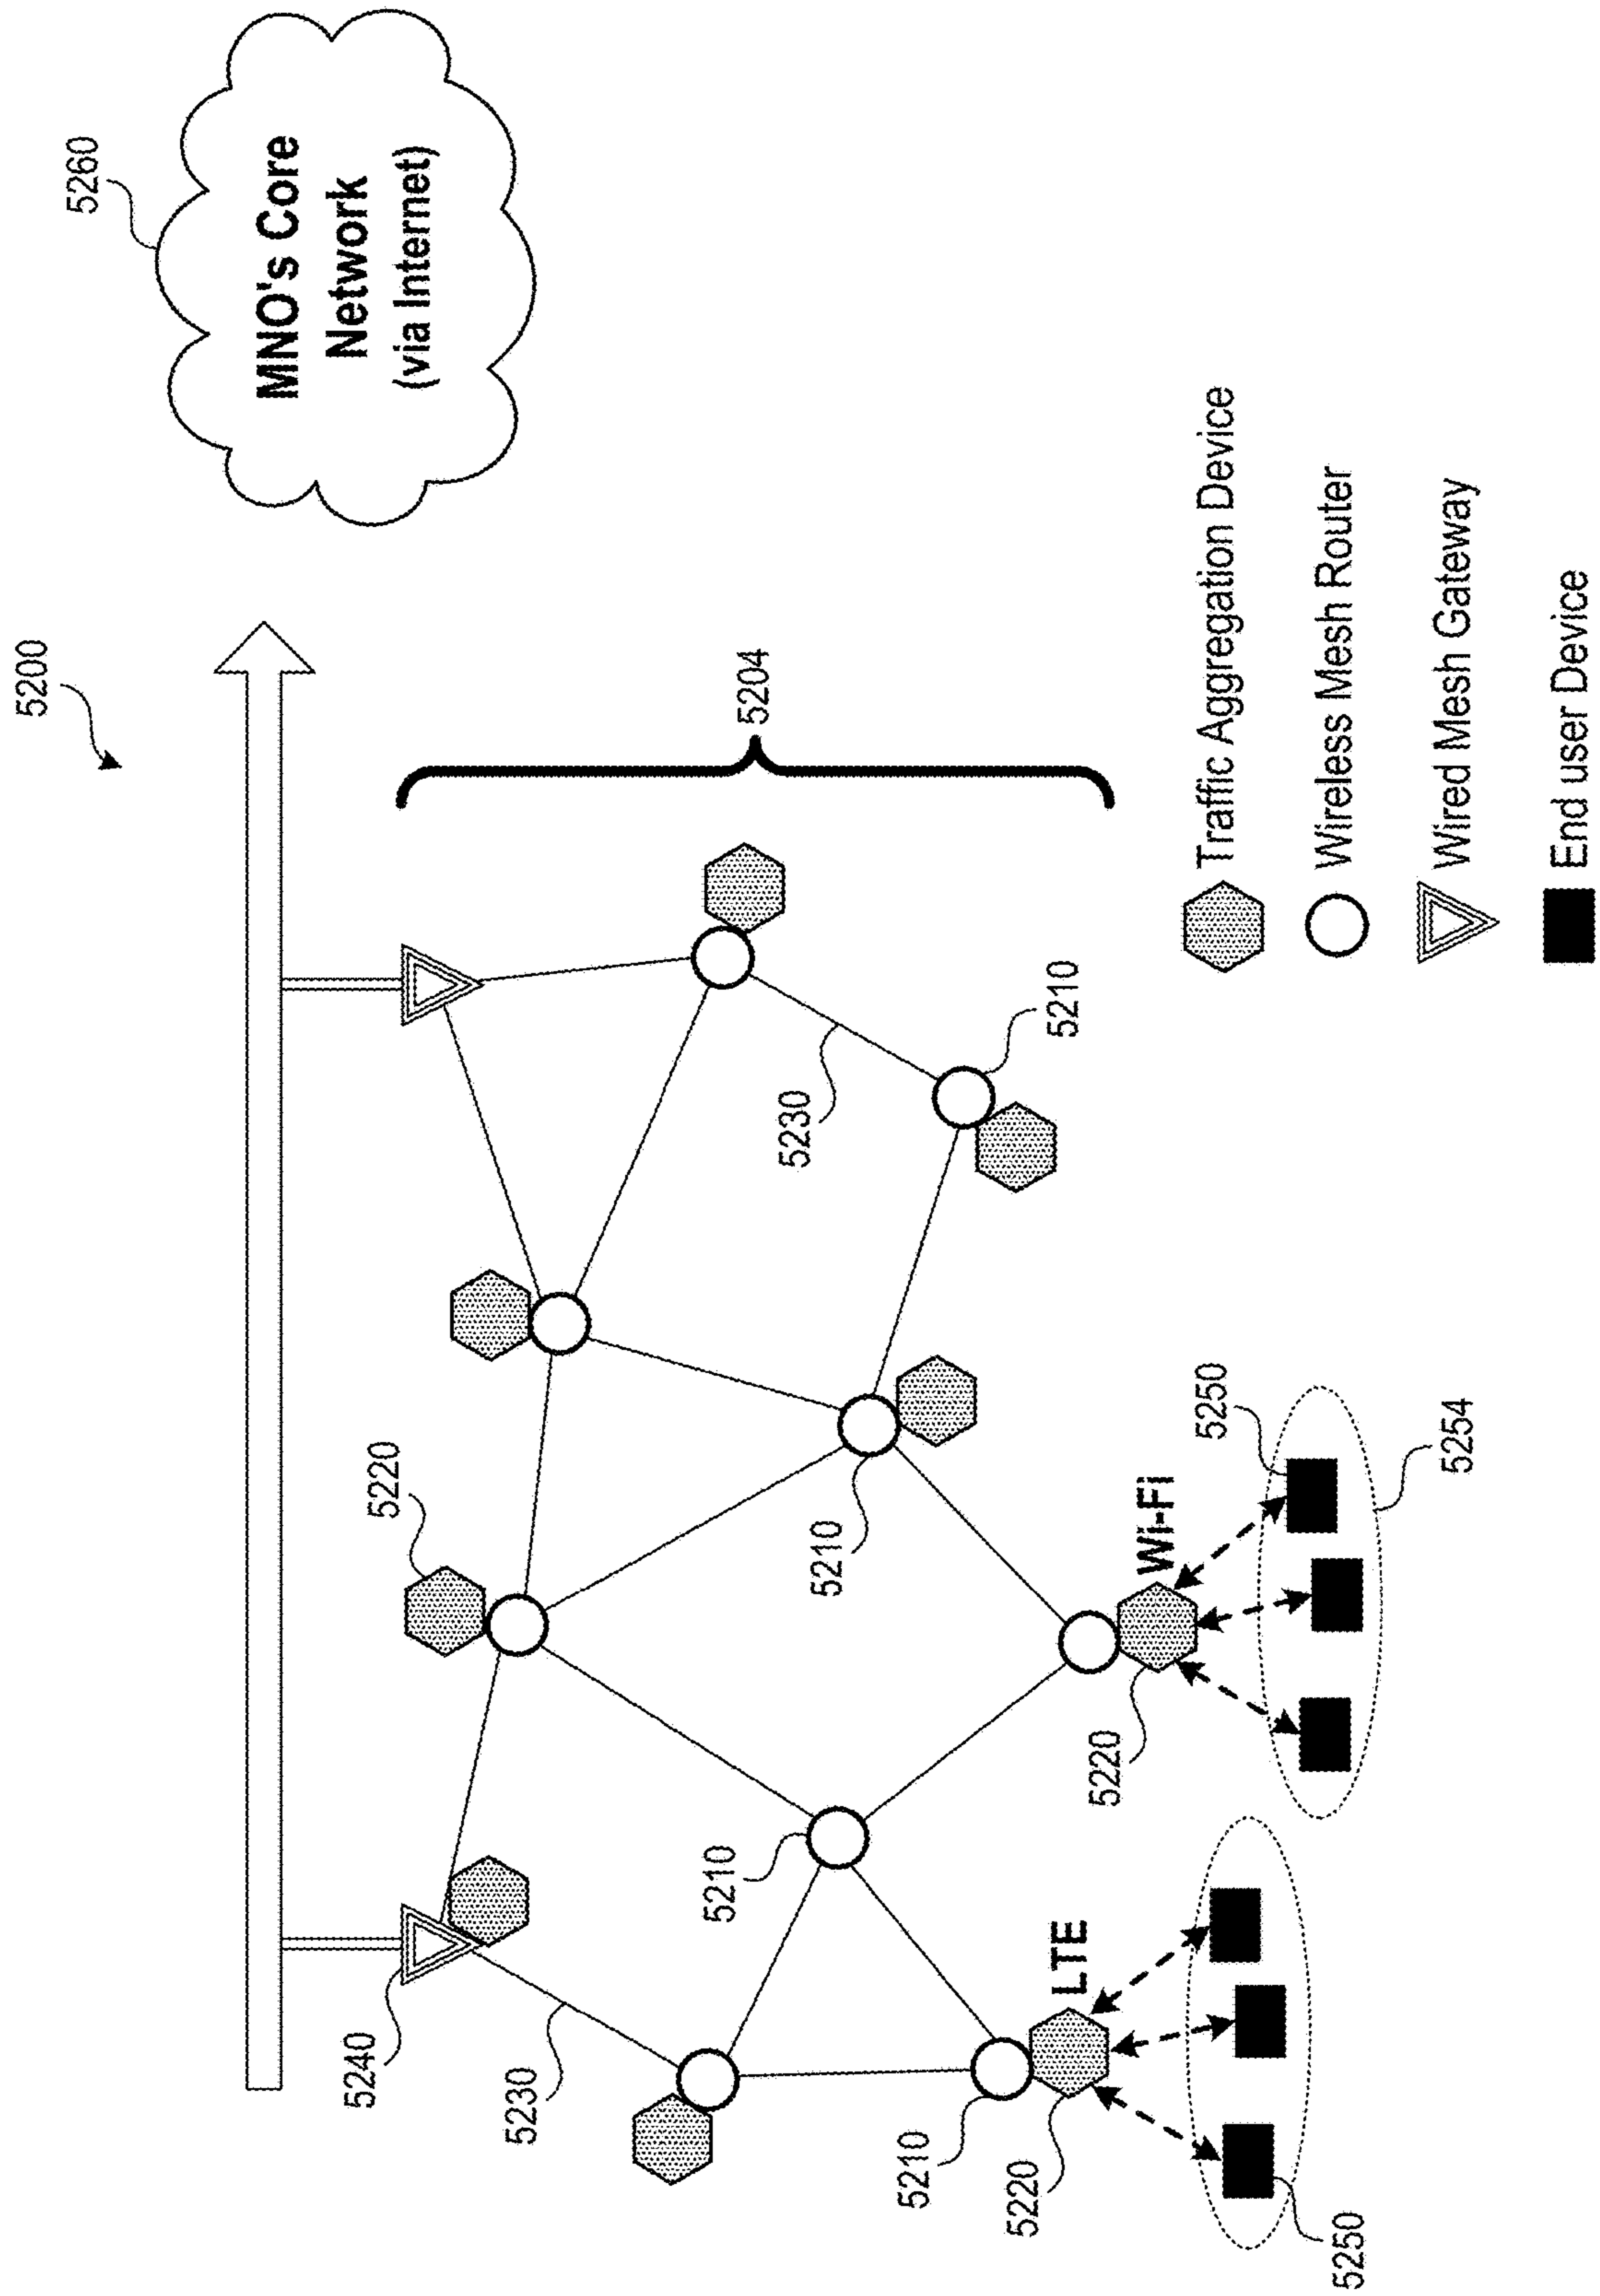 5200
5260
MNO's Core
Network
(via Internet)
5240
5220
5230
5204
5210
5230
5210
5210
5210
5220
LTE
5220
Wi-Fi
5250
5250
5254
Traffic Aggregation Device
Wireless Mesh Router
Wired Mesh Gateway
End user Device